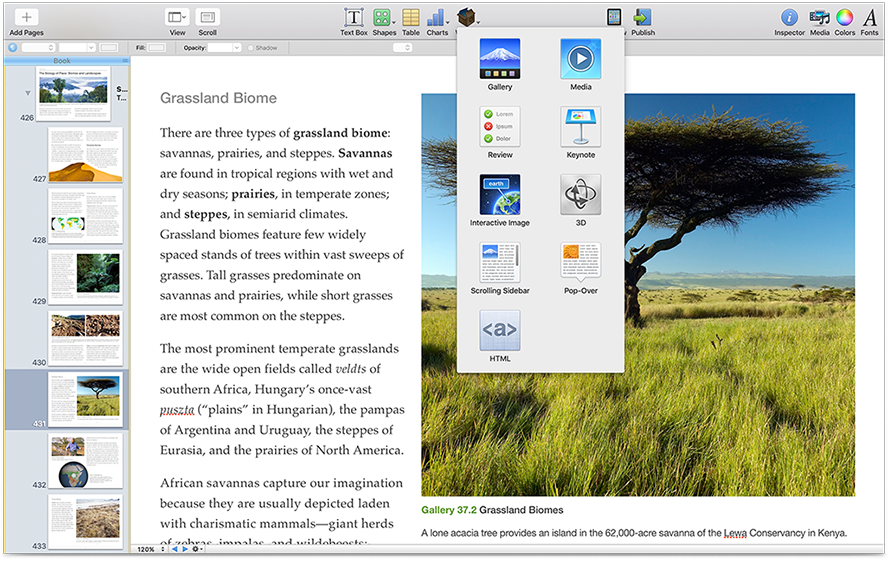 Add Pages
View
Scroll
Text Box
Shapes
Table
Charts
Publish
Inspector
Media
Colors
Fonts
Fill:
Opacity:
Shadow
Book
The Biology of Place: Biomes and Landscapes
S...
T...
426
427
428
429
430
431
432
433
Grassland Biome
There are three types of grassland biome:
savannas, prairies, and steppes. Savannas
are found in tropical regions with wet and
dry seasons; prairies, in temperate zones;
and steppes, in semiarid climates.
Grassland biomes feature few widely
spaced stands of trees within vast sweeps of
grasses. Tall grasses predominate on
savannas and prairies, while short grasses
are most common on the steppes.
The most prominent temperate grasslands
are the wide open fields called veldts of
southern Africa, Hungary’s once-vast
puszta (“plains” in Hungarian), the pampas
of Argentina and Uruguay, the steppes of
Eurasia, and the prairies of North America.
African savannas capture our imagination
because they are usually depicted laden
with charismatic mammals—giant herds
of zebras, impalas, and wildebeests;
Gallery
Media
Lorem
Ipsum
Dolor
Review
Keynote
earth
Interactive Image
3D
Scrolling Sidebar
Pop-Over
<a>
HTML
Gallery 37.2 Grassland Biomes
A lone acacia tree provides an island in the 62,000-acre savanna of the Lewa Conservancy in Kenya.
120%